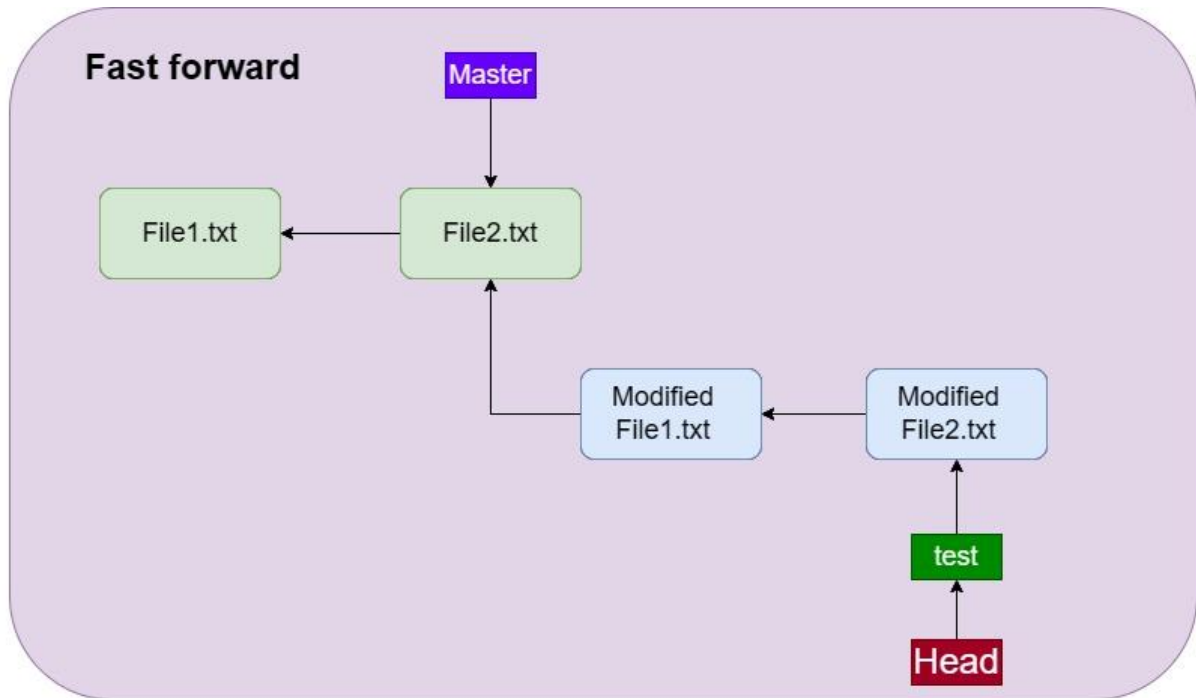 Fast forward
Master
File1.txt
File2.txt
Modified
File1.txt
Modified
File2.txt
test
Head